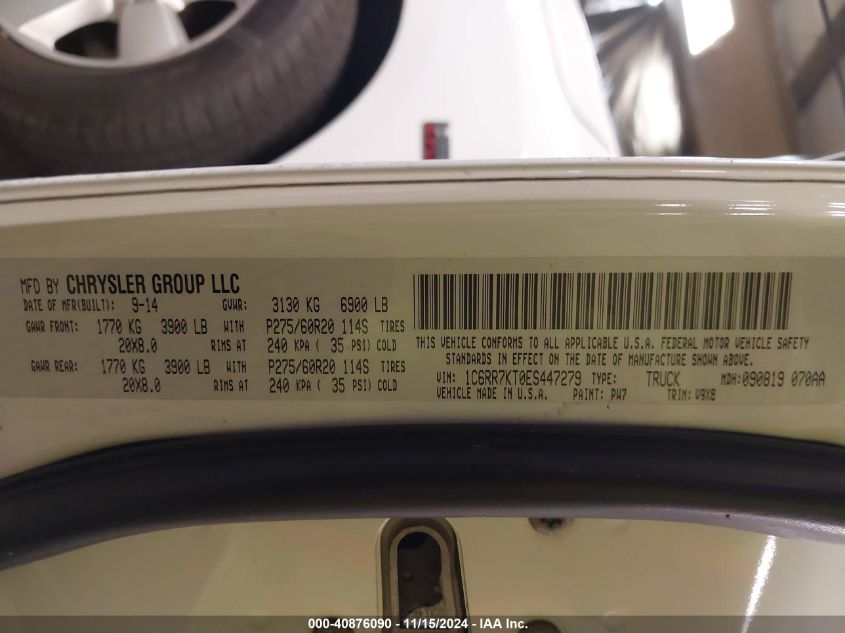 MFD BY CHRYSLER GROUP LLC
DATE OF MFR(BUILT): 9-14 GVWR: 3130 KG 6900 LB
GAWR FRONT: 1770 KG 3900 LB WITH P275/60R20 114S TIRES
20X8.0 RIMS AT 240 KPA ( 35 PSI) COLD
GAWR REAR: 1770 KG 3900 LB WITH P275/60R20 114S TIRES
20X8.0 RIMS AT 240 KPA ( 35 PSI) COLD
THIS VEHICLE CONFORMS TO ALL APPLICABLE U.S.A. FEDERAL MOTOR VEHICLE SAFETY
STANDARDS IN EFFECT ON THE DATE OF MANUFACTURE SHOWN ABOVE.
VIN: 1C6RR7KT0ES447279 TYPE: TRUCK MDH:090819 070AA
VEHICLE MADE IN U.S.A. PAINT: PW7 TRIM: V9X8
000-40876090 - 11/15/2024 - IAA Inc.